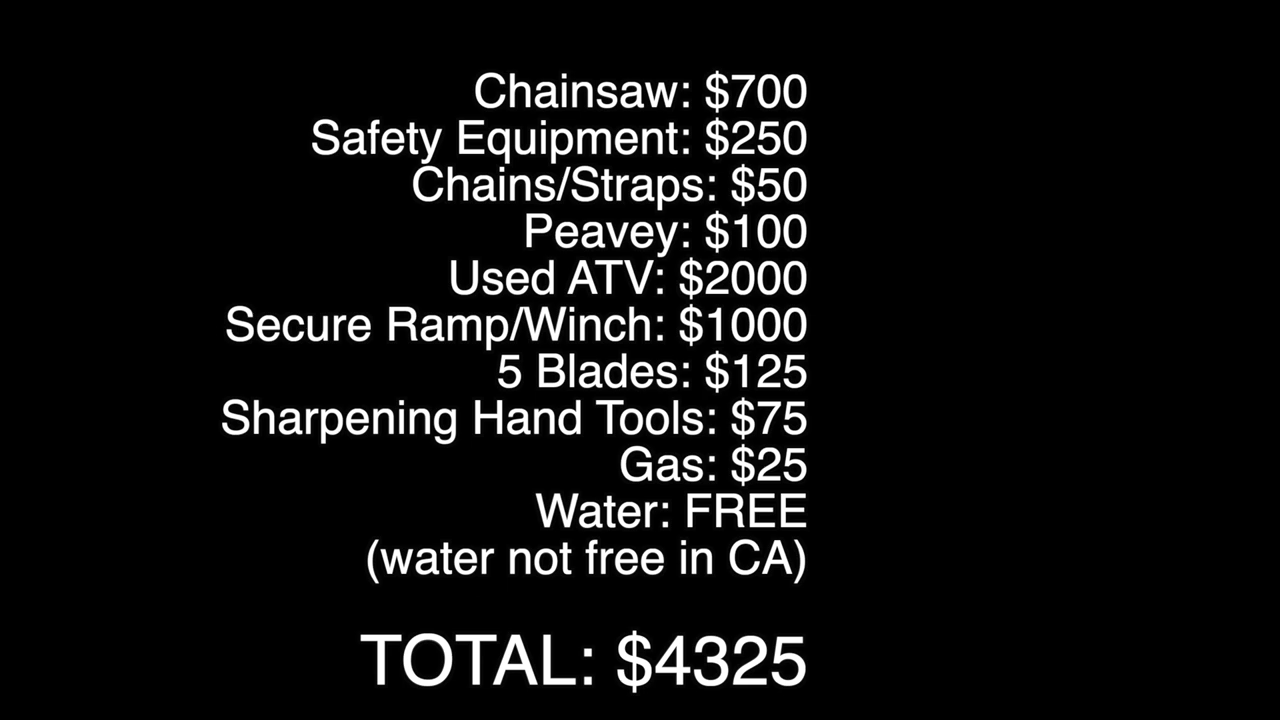 Chainsaw: $700
Safety Equipment: $250
Chains/Straps: $50
Peavey: $100
Used ATV: $2000
Secure Ramp/Winch: $1000
5 Blades: $125
Sharpening Hand Tools: $75
Gas: $25
Water: FREE
(water not free in CA)
TOTAL: $4325